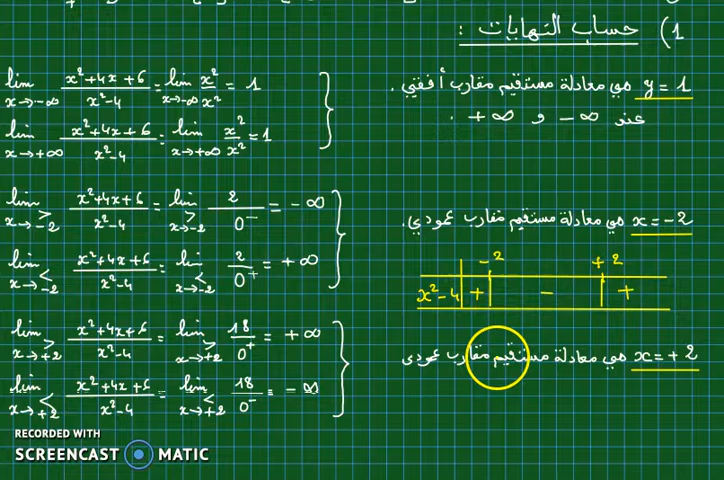 1) حساب النهايات :
lim x→-∞ (x²+4x+6)/(x²-4) = lim x→-∞ x²/x² = 1
lim x→+∞ (x²+4x+6)/(x²-4) = lim x→+∞ x²/x² = 1
y = 1 هي معادلة مستقيم مقارب أفقي .
عند -∞ و +∞ .
lim x→-2 > (x²+4x+6)/(x²-4) = lim x→-2 > 2/0⁻ = -∞
lim x→-2 < (x²+4x+6)/(x²-4) = lim x→-2 < 2/0⁺ = +∞
x = -2 هي معادلة مستقيم مقارب عمودي.
-2 +2
x²-4 + - +
lim x→+2 > (x²+4x+6)/(x²-4) = lim x→+2 > 18/0⁺ = +∞
lim x→+2 < (x²+4x+6)/(x²-4) = lim x→+2 < 18/0⁻ = -∞
x = +2 هي معادلة مستقيم مقارب عمودي
RECORDED WITH
SCREENCAST MATIC